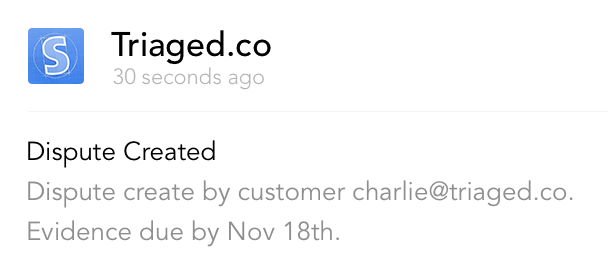 S
Triaged.co
30 seconds ago
Dispute Created
Dispute create by customer charlie@triaged.co.
Evidence due by Nov 18th.